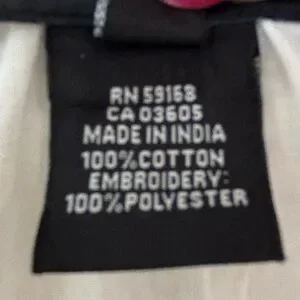 RN 59168
CA 03605
MADE IN INDIA
100%COTTON
EMBROIDERY:
100%POLYESTER